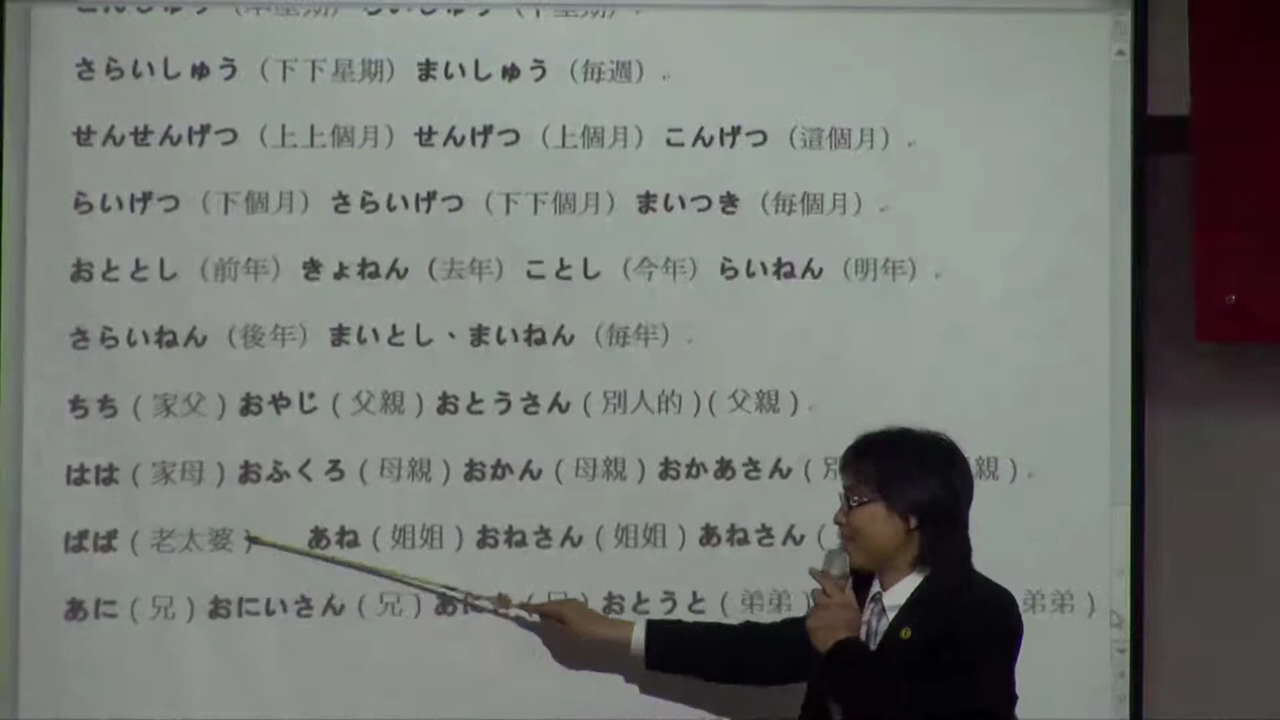 さらいしゅう（下下星期）まいしゅう（每週）
せんせんげつ（上上個月）せんげつ（上個月）こんげつ（這個月）
らいげつ（下個月）さらいげつ（下下個月）まいつき（每個月）
おととし（前年）きょねん（去年）ことし（今年）らいねん（明年）
さらいねん（後年）まいとし、まいねん（每年）
ちち(家父)おやじ(父親)おとうさん(別人的)(父親)
はは(家母)おふくろ(母親)おかん(母親)おかあさん( 親)
ばば(老太婆) あね(姐姐)おねさん(姐姐)あねさん(
あに(兄)おにいさん(兄)あに おとうと(弟弟) 弟弟)